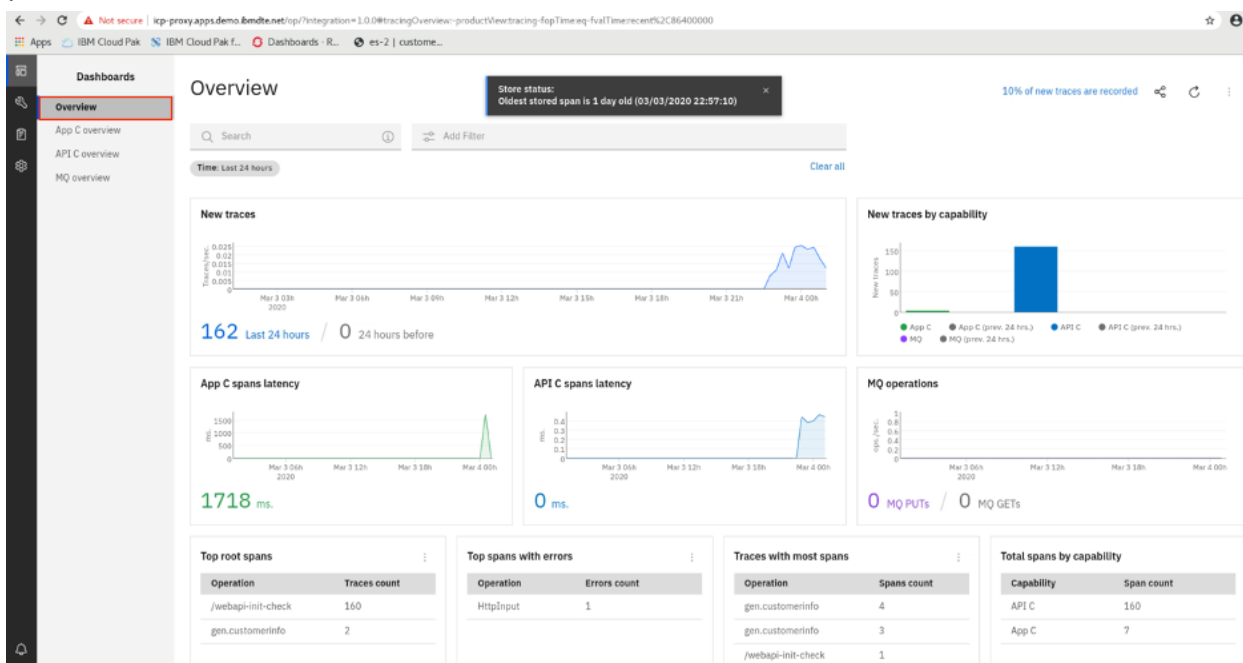 Not secure | icp-proxy.apps.demo.ibmdte.net/op/?integration=1.0.0#tracingOverview:-productView:tracing-fopTime:eq-fvalTime:recent%2C86400000
Apps IBM Cloud Pak IBM Cloud Pak f... Dashboards · R... es-2 | custome...
Dashboards
Overview
App C overview
API C overview
MQ overview
Overview
Store status:
Oldest stored span is 1 day old (03/03/2020 22:57:10)
10% of new traces are recorded
Search
Add Filter
Time: Last 24 hours
Clear all
New traces
Traces/sec.
0.025
0.02
0.015
0.01
0.005
0
Mar 3 03h Mar 3 06h Mar 3 09h Mar 3 12h Mar 3 15h Mar 3 18h Mar 3 21h Mar 4 00h
2020
162 Last 24 hours / 0 24 hours before
New traces by capability
New traces
150
100
50
0
App C App C (prev. 24 hrs.) API C API C (prev. 24 hrs.)
MQ MQ (prev. 24 hrs.)
App C spans latency
ms.
1500
1000
500
0
Mar 3 06h Mar 3 12h Mar 3 18h Mar 4 00h
2020
1718 ms.
API C spans latency
ms.
0.4
0.3
0.2
0.1
Mar 3 06h Mar 3 12h Mar 3 18h Mar 4 00h
2020
0 ms.
MQ operations
ops./sec.
1
0.8
0.6
0.4
0.2
0
Mar 3 06h Mar 3 12h Mar 3 18h Mar 4 00h
2020
0 MQ PUTs / 0 MQ GETs
Top root spans
Operation Traces count
/webapi-init-check 160
gen.customerinfo 2
Top spans with errors
Operation Errors count
HttpInput 1
Traces with most spans
Operation Spans count
gen.customerinfo 4
gen.customerinfo 3
/webapi-init-check 1
Total spans by capability
Capability Span count
API C 160
App C 7